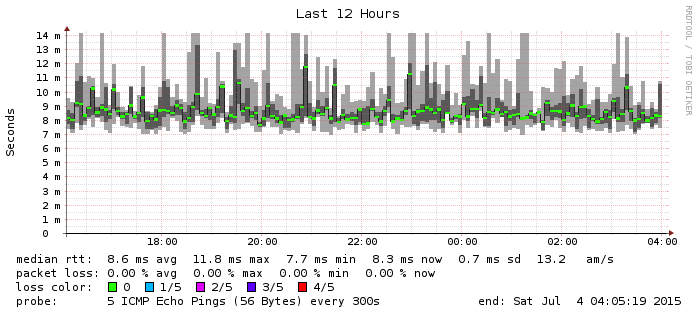 Last 12 Hours
RRDTOOL / TOBI OETIKER
Seconds
14 m
13 m
12 m
11 m
10 m
9 m
8 m
7 m
6 m
5 m
4 m
3 m
2 m
1 m
0
18:00 20:00 22:00 00:00 02:00 04:00
median rtt: 8.6 ms avg 11.8 ms max 7.7 ms min 8.3 ms now 0.7 ms sd 13.2 am/s
packet loss: 0.00 % avg 0.00 % max 0.00 % min 0.00 % now
loss color: 0 1/5 2/5 3/5 4/5
probe: 5 ICMP Echo Pings (56 Bytes) every 300s end: Sat Jul 4 04:05:19 2015